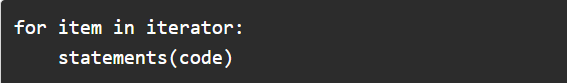 for item in iterator:
    statements(code)